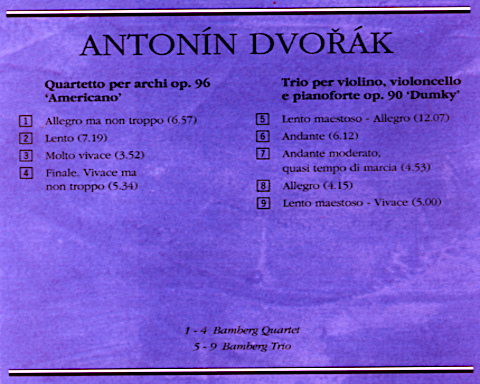 ANTONÍN DVOŘÁK
Quartetto per archi op. 96
'Americano'
1 Allegro ma non troppo (6.57)
2 Lento (7.19)
3 Molto vivace (3.52)
4 Finale. Vivace ma
non troppo (5.34)
Trio per violino, violoncello
e pianoforte op. 90 'Dumky'
5 Lento maestoso - Allegro (12.07)
6 Andante (6.12)
7 Andante moderato,
quasi tempo di marcia (4.53)
8 Allegro (4.15)
9 Lento maestoso - Vivace (5.00)
1 - 4 Bamberg Quartet
5 - 9 Bamberg Trio